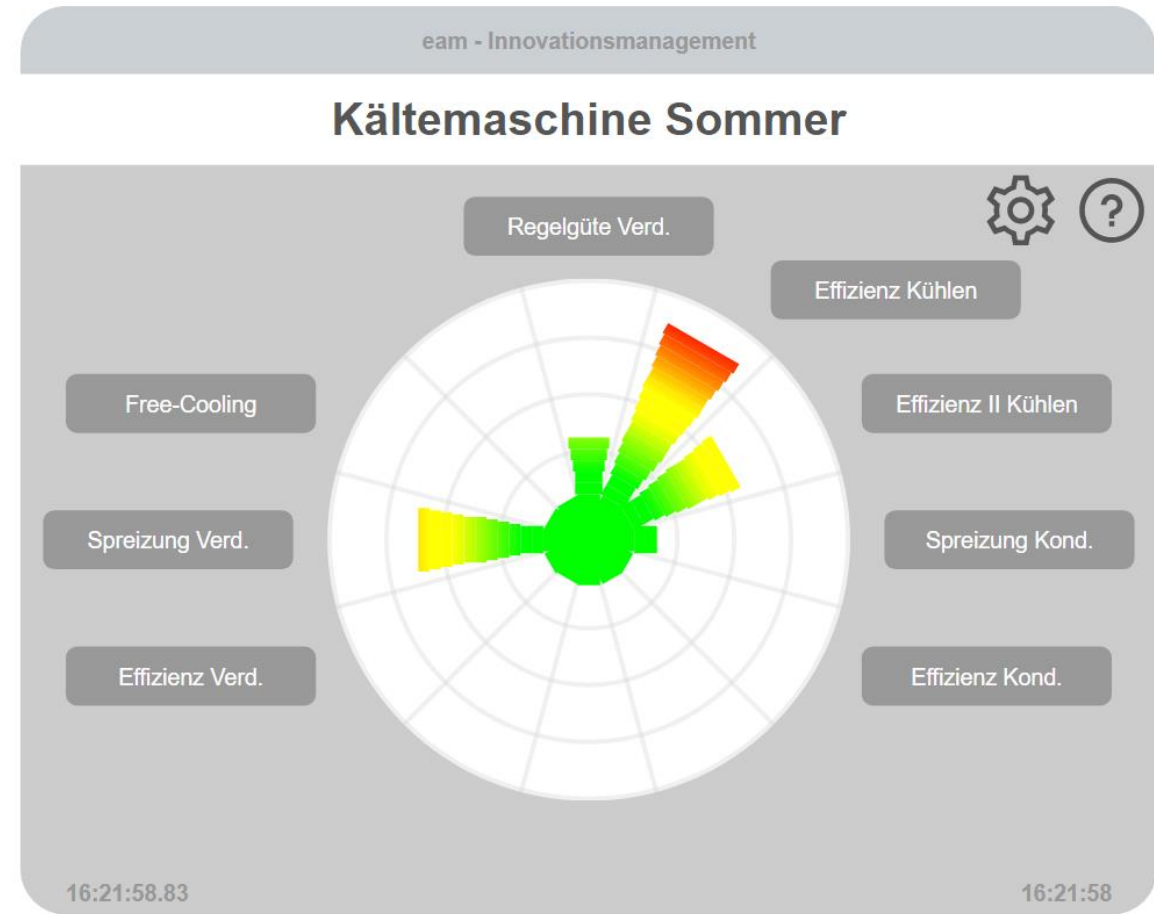 eam - Innovationsmanagement
Kältemaschine Sommer
?
Regelgüte Verd.
Effizienz Kühlen
Free-Cooling
Effizienz II Kühlen
Spreizung Verd.
Spreizung Kond.
Effizienz Verd.
Effizienz Kond.
16:21:58.83
16:21:58